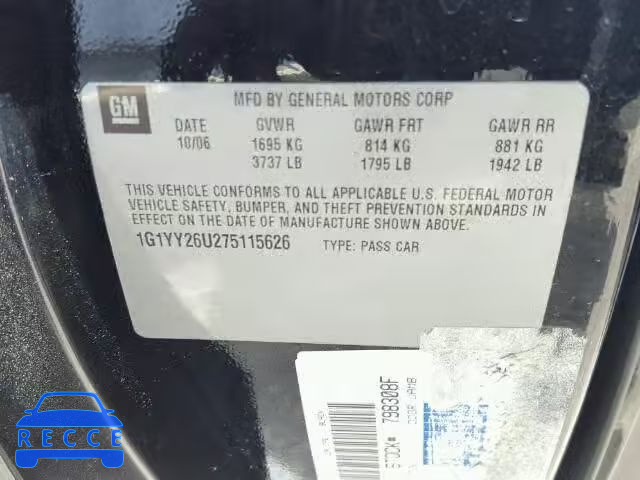 GM
MFD BY GENERAL MOTORS CORP
DATE GVWR GAWR FRT GAWR RR
10/06 1695 KG 814 KG 881 KG
3737 LB 1795 LB 1942 LB
THIS VEHICLE CONFORMS TO ALL APPLICABLE U.S. FEDERAL MOTOR
VEHICLE SAFETY, BUMPER, AND THEFT PREVENTION STANDARDS IN
EFFECT ON THE DATE OF MANUFACTURE SHOWN ABOVE.
1G1YY26U275115626 TYPE: PASS CAR
STOCK# 798308F
RECCE